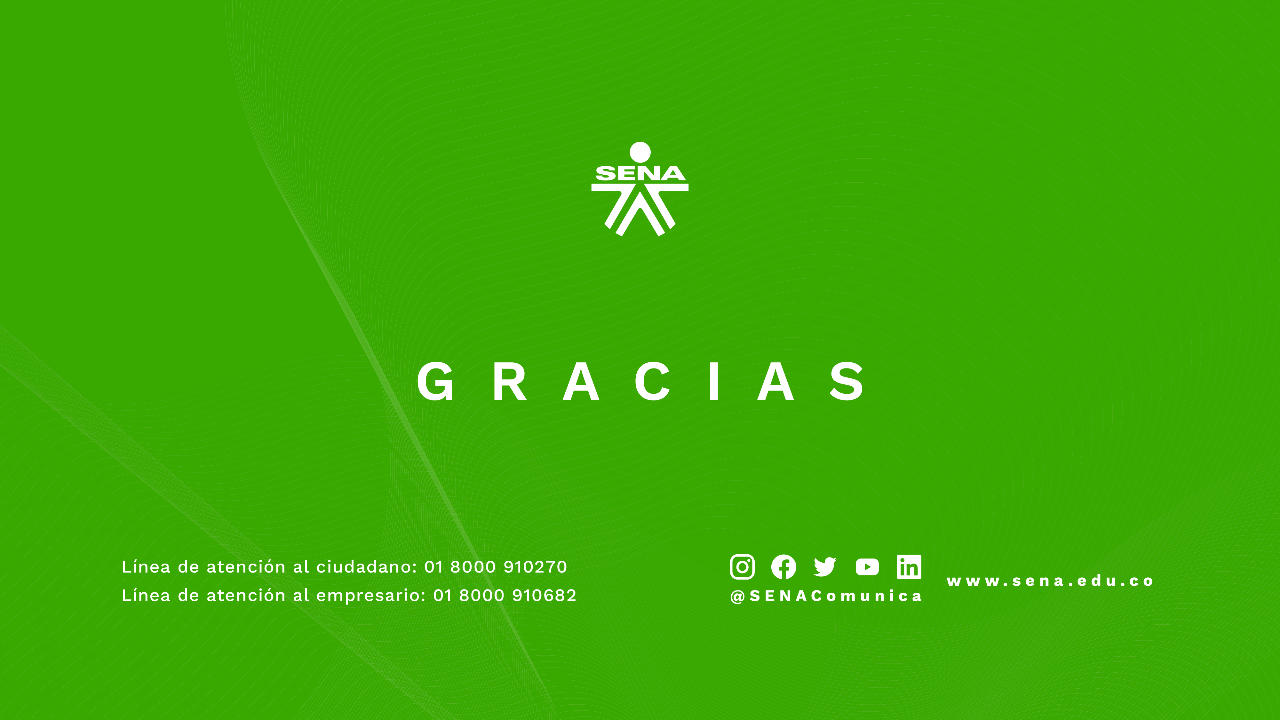 SENA
GRACIAS
Línea de atención al ciudadano: 01 8000 910270
Línea de atención al empresario: 01 8000 910682
@SENAComunica
www.sena.edu.co